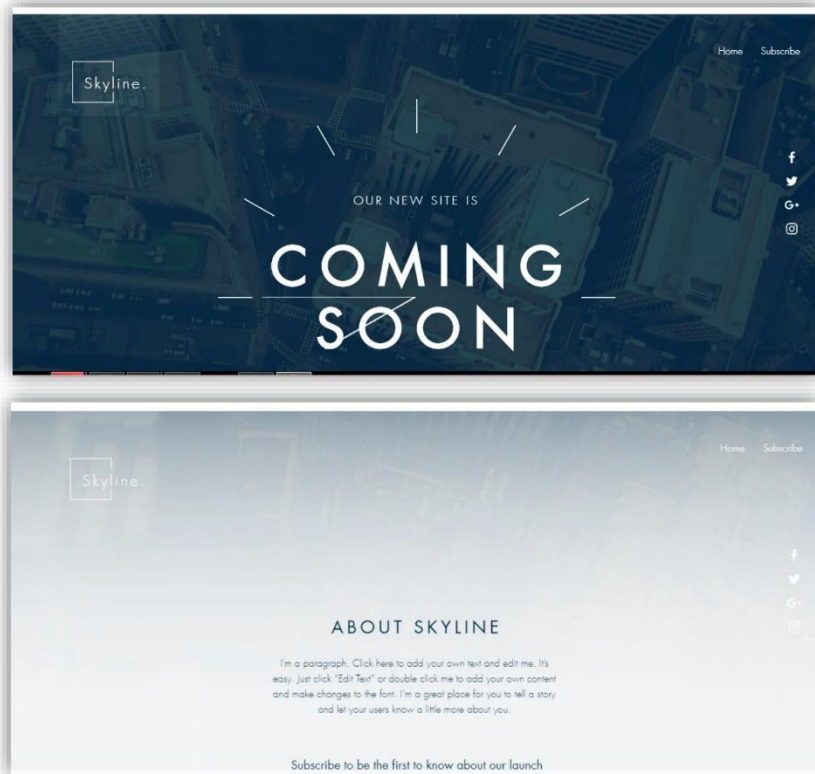 Home Subscribe
Skyline.
OUR NEW SITE IS
COMING
SOON
Home Subscribe
Skyline.
ABOUT SKYLINE
I'm a paragraph. Click here to add your own text and edit me. It's
easy. Just click "Edit Text" or double click me to add your own content
and make changes to the font. I'm a great place for you to tell a story
and let your users know a little more about you.
Subscribe to be the first to know about our launch